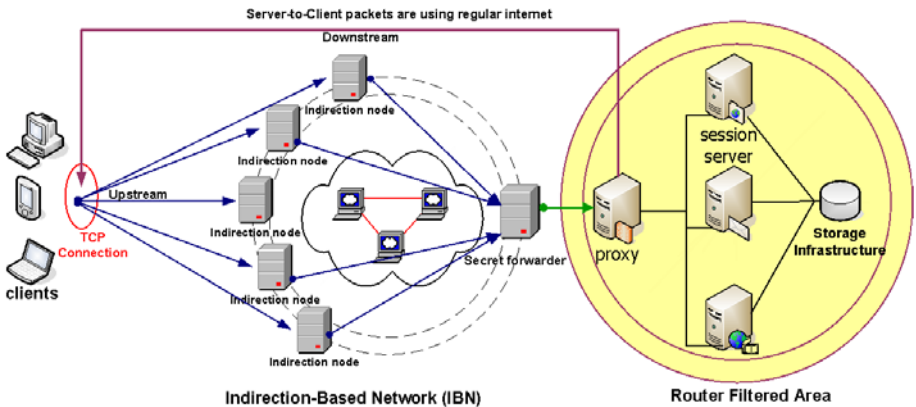 Server-to-Client packets are using regular internet
Downstream
Indirection node
Indirection node
Upstream
Indirection node
TCP
Connection
Indirection node
Indirection node
clients
Secret forwarder
proxy
session
server
Storage
Infrastructure
Indirection-Based Network (IBN)
Router Filtered Area